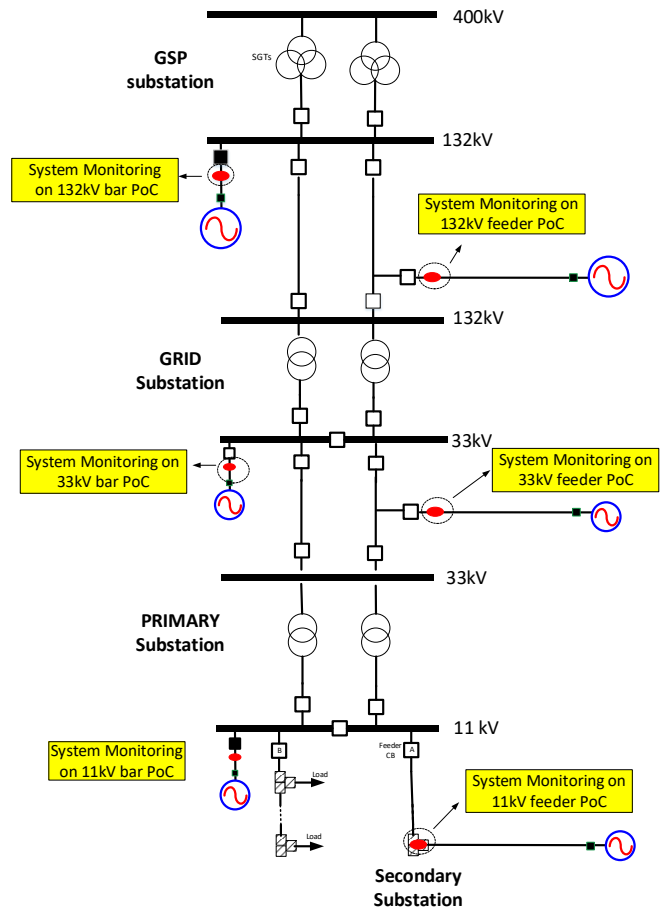 400kV
GSP
substation
SGTs
132kV
System Monitoring
on 132kV bar PoC
System Monitoring on
132kV feeder PoC
132kV
GRID
Substation
33kV
System Monitoring on
33kV bar PoC
System Monitoring on
33kV feeder PoC
33kV
PRIMARY
Substation
11 kV
System Monitoring
on 11kV bar PoC
B
Feeder
CB
A
Load
System Monitoring on
11kV feeder PoC
Load
Secondary
Substation